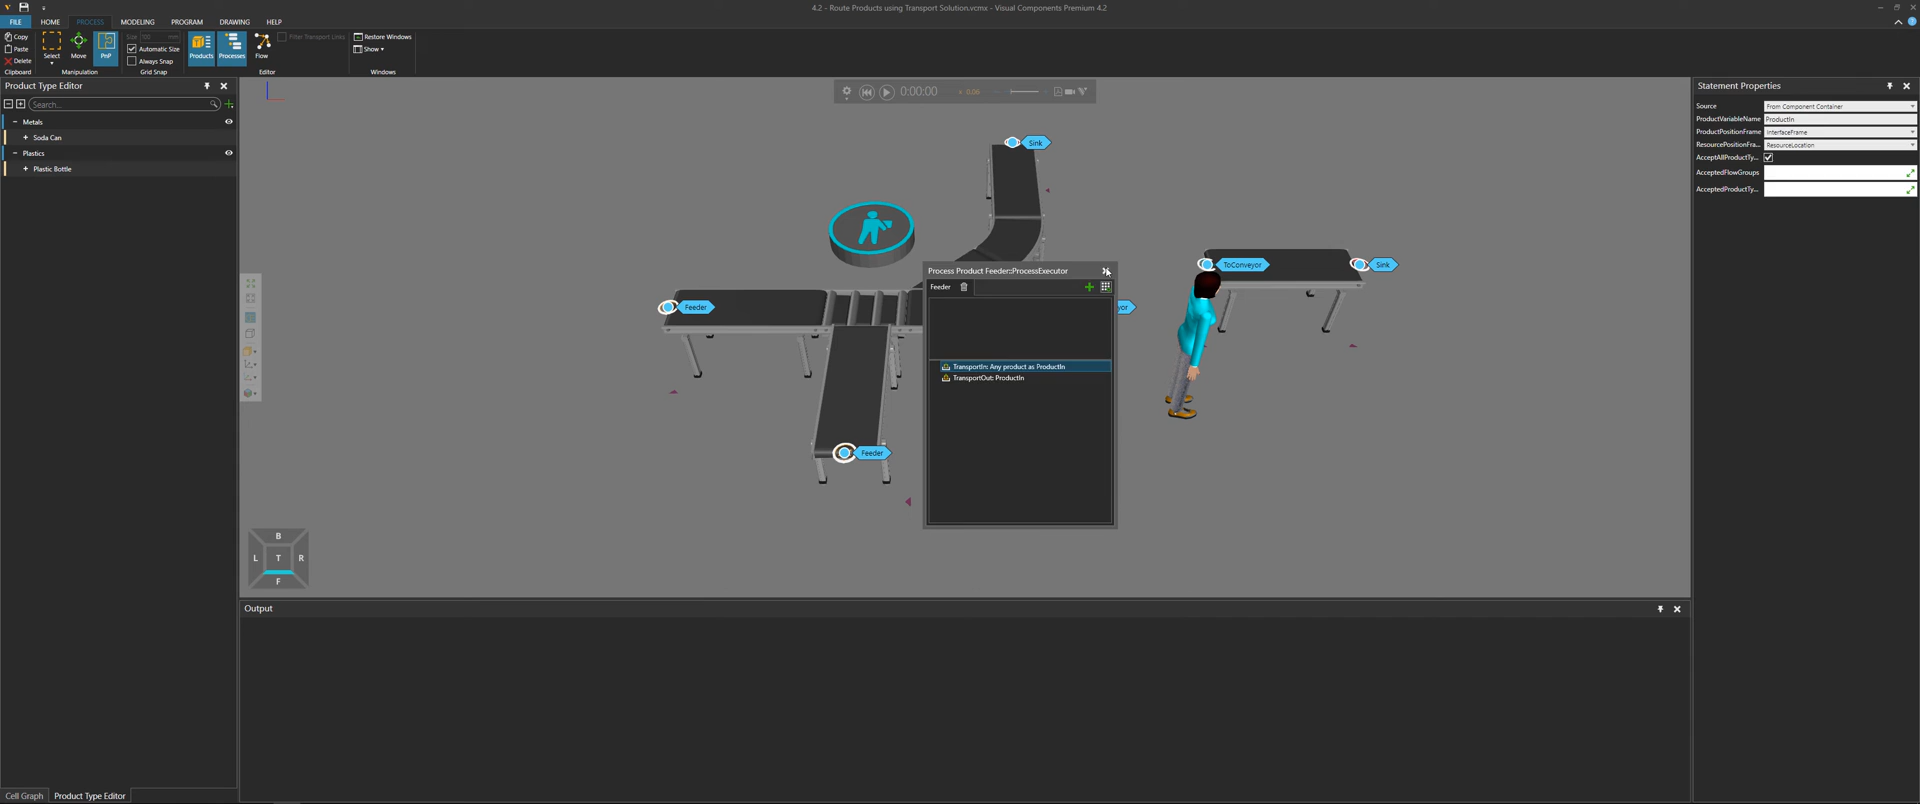 4.2 - Route Products using Transport Solution.vcmx - Visual Components Premium 4.2
FILE HOME PROCESS MODELING PROGRAM DRAWING HELP
Copy
Paste
Delete
Clipboard
Select
Move
PnP
Manipulation
Size 100 mm
Automatic Size
Always Snap
Grid Snap
Products
Processes
Flow
Filter Transport Links
Editor
Restore Windows
Show
Windows
Product Type Editor
Search...
Metals
Soda Can
Plastics
Plastic Bottle
Cell Graph
Product Type Editor
0:00:00
x 0.06
Sink
Feeder
Feeder
ToConveyor
Sink
Process Product Feeder::ProcessExecutor
Feeder
TransportIn: Any product as ProductIn
TransportOut: ProductIn
B
L T R
F
Output
Statement Properties
Source From Component Container
ProductVariableName ProductIn
ProductPositionFrame InterfaceFrame
ResourcePositionFra... ResourceLocation
AcceptAllProductTy...
AcceptedFlowGroups
AcceptedProductTy...